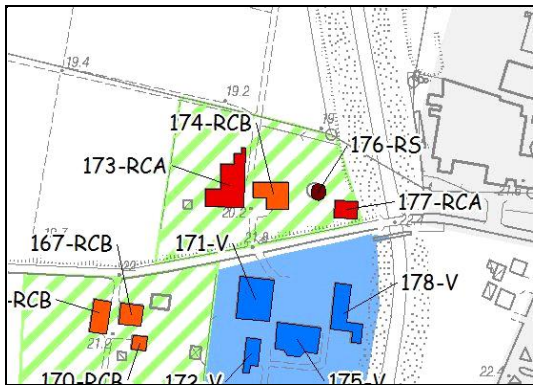 19.4
19.2
174-RCB
19
176-RS
173-RCA
177-RCA
20.2
167-RCB
171-V
21.8
22
178-V
-RCB
21.9
170-RCB
172-V
175-V
22.4